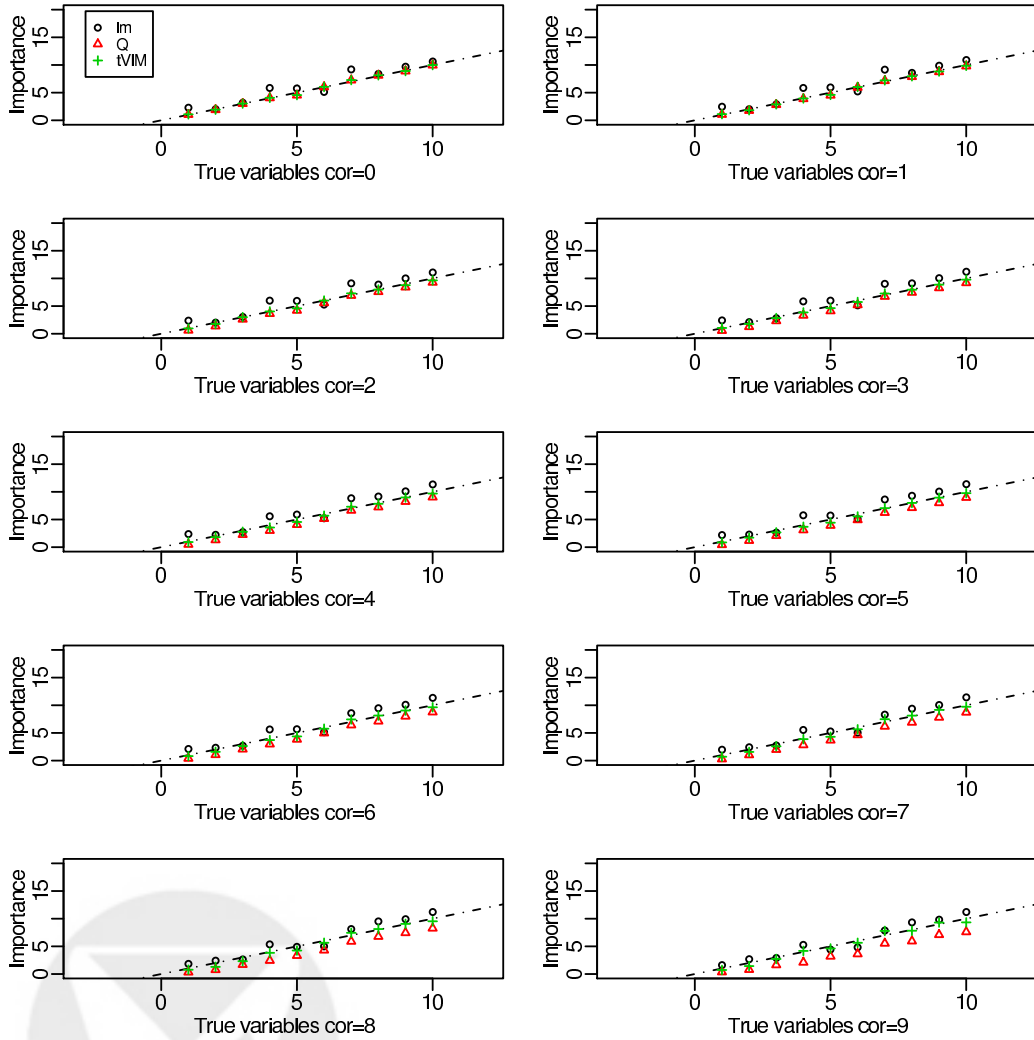 lm
Q
tVIM
Importance
0 5 15
0 5 10
True variables cor=0
Importance
0 5 15
0 5 10
True variables cor=1
Importance
0 5 15
0 5 10
True variables cor=2
Importance
0 5 15
0 5 10
True variables cor=3
Importance
0 5 15
0 5 10
True variables cor=4
Importance
0 5 15
0 5 10
True variables cor=5
Importance
0 5 15
0 5 10
True variables cor=6
Importance
0 5 15
0 5 10
True variables cor=7
Importance
0 5 15
0 5 10
True variables cor=8
Importance
0 5 15
0 5 10
True variables cor=9